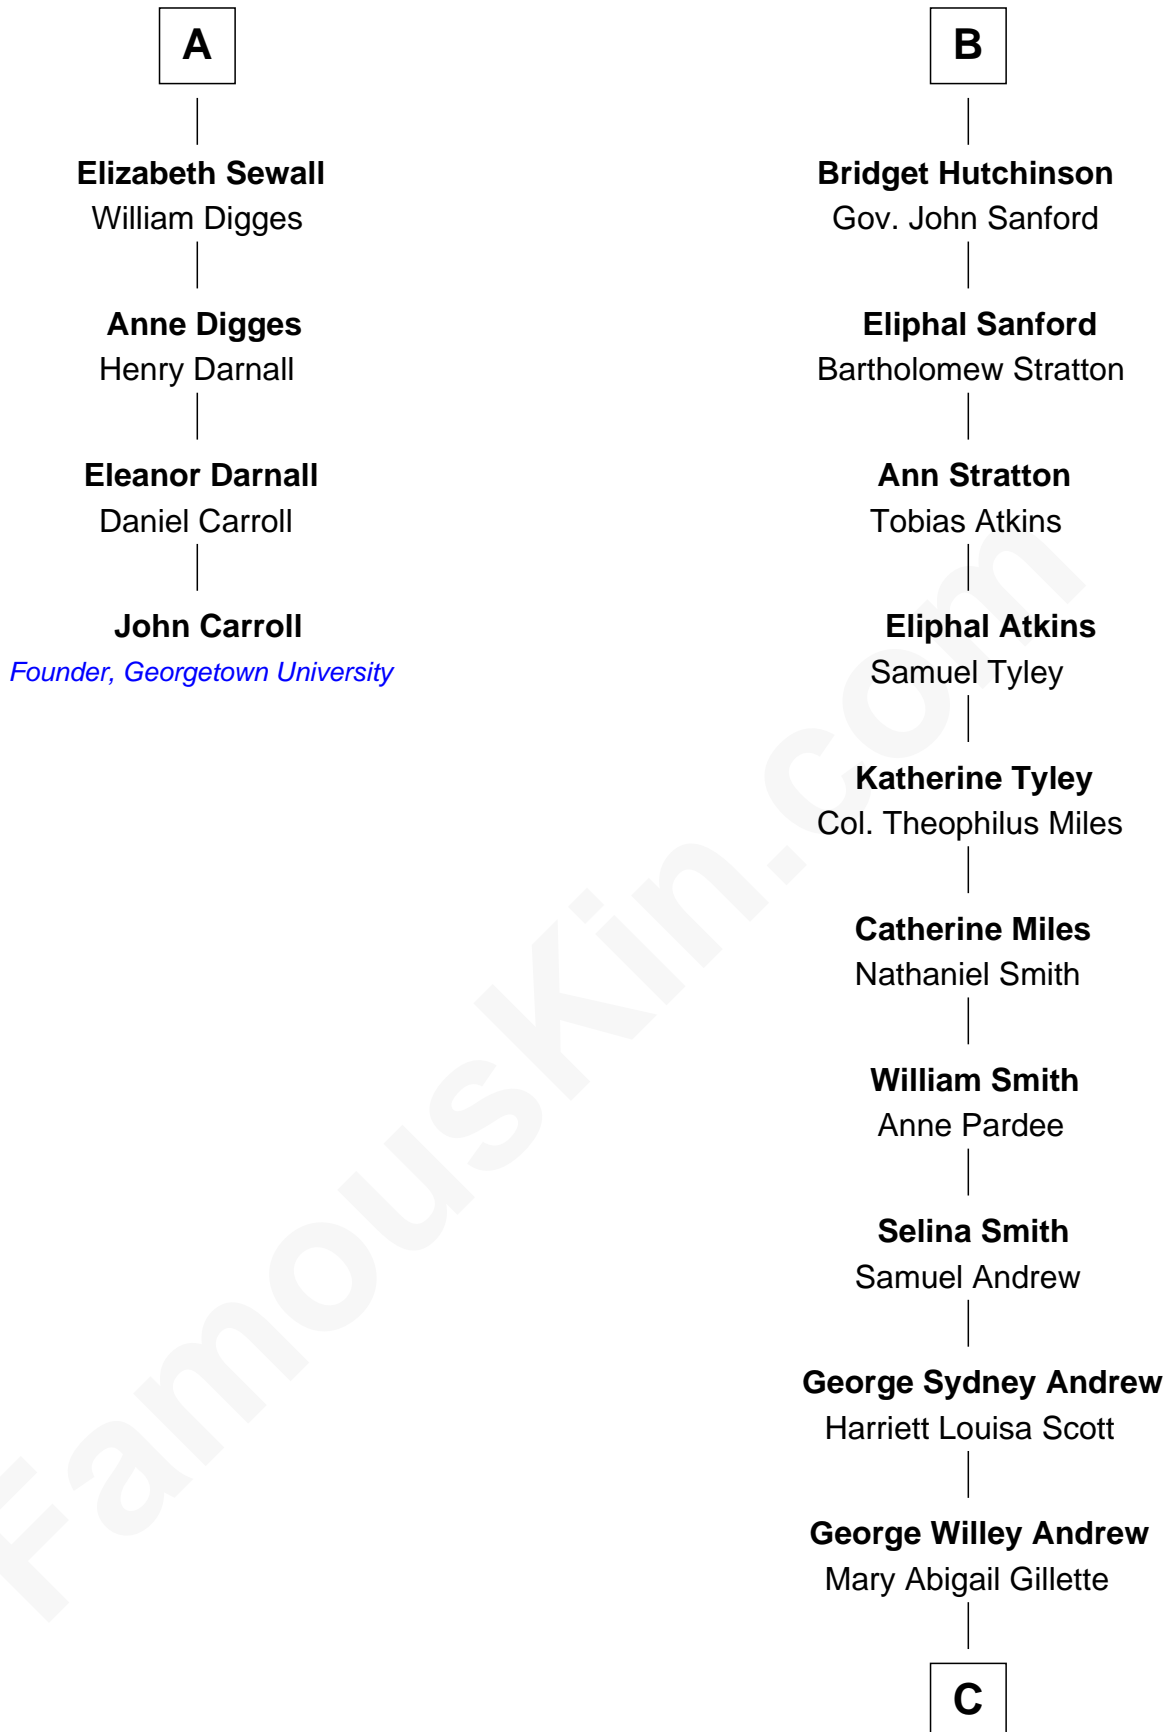 A
Elizabeth Sewall
William Digges
Anne Digges
Henry Darnall
Eleanor Darnall
Daniel Carroll
John Carroll
Founder, Georgetown University
B
Bridget Hutchinson
Gov. John Sanford
Eliphal Sanford
Bartholomew Stratton
Ann Stratton
Tobias Atkins
Eliphal Atkins
Samuel Tyley
Katherine Tyley
Col. Theophilus Miles
Catherine Miles
Nathaniel Smith
William Smith
Anne Pardee
Selina Smith
Samuel Andrew
George Sydney Andrew
Harriett Louisa Scott
George Willey Andrew
Mary Abigail Gillette
C
FamousKin.com